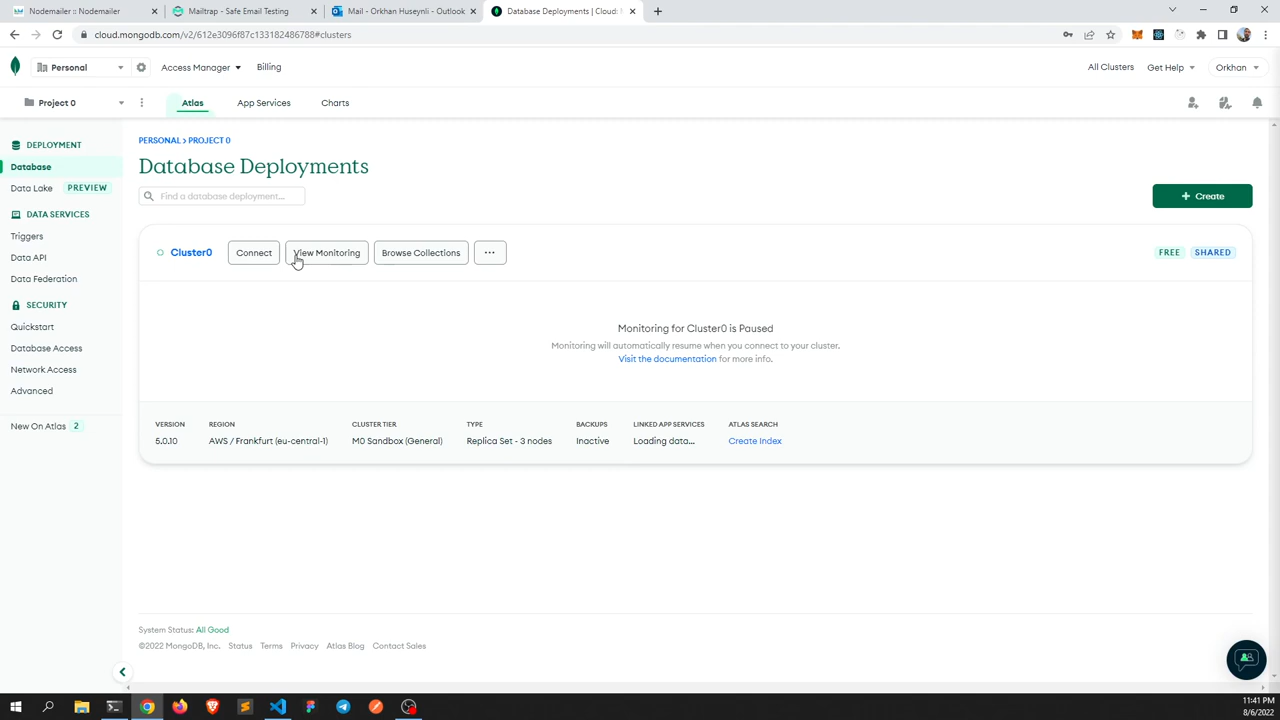 Nodemailer :: Nodemailer
Mailtrap - Safe Email Testing
Mail - Orkhan Huseynli - Outlook
Database Deployments | Cloud: M
cloud.mongodb.com/v2/612e3096f87c133182486788#clusters
Personal
Access Manager
Billing
All Clusters
Get Help
Orkhan
Project 0
Atlas
App Services
Charts
DEPLOYMENT
Database
Data Lake PREVIEW
DATA SERVICES
Triggers
Data API
Data Federation
SECURITY
Quickstart
Database Access
Network Access
Advanced
New On Atlas 2
PERSONAL > PROJECT 0
Database Deployments
Find a database deployment...
+ Create
Cluster0
Connect
View Monitoring
Browse Collections
...
FREE
SHARED
Monitoring for Cluster0 is Paused
Monitoring will automatically resume when you connect to your cluster.
Visit the documentation for more info.
VERSION
5.0.10
REGION
AWS / Frankfurt (eu-central-1)
CLUSTER TIER
M0 Sandbox (General)
TYPE
Replica Set - 3 nodes
BACKUPS
Inactive
LINKED APP SERVICES
Loading data...
ATLAS SEARCH
Create Index
System Status: All Good
©2022 MongoDB, Inc.
Status
Terms
Privacy
Atlas Blog
Contact Sales
11:41 PM
8/6/2022